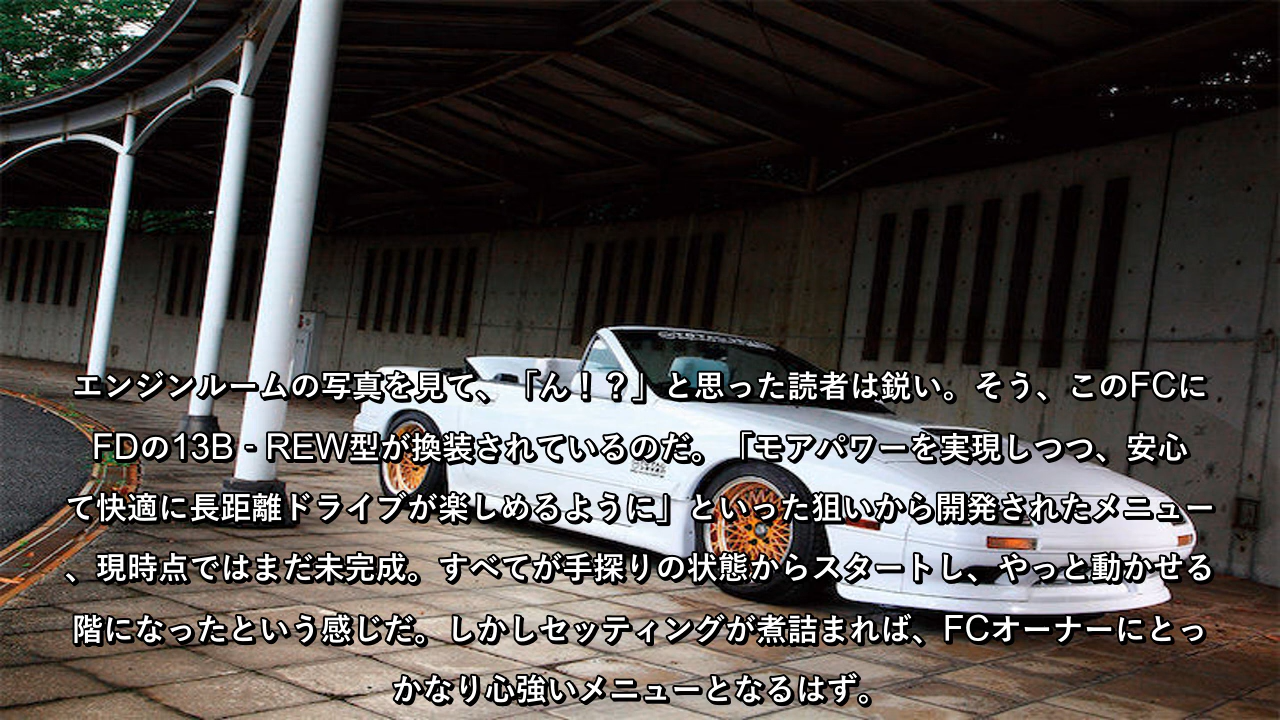 エンジンルームの写真を見て、「ん！？」と思った読者は鋭い。そう、このFCに
FDの13B‐REW型が換装されているのだ。「モアパワーを実現しつつ、安心
て快適に長距離ドライブが楽しめるように」といった狙いから開発されたメニュー
、現時点ではまだ未完成。すべてが手探りの状態からスタートし、やっと動かせる
階になったという感じだ。しかしセッティングが煮詰まれば、FCオーナーにとっ
かなり心強いメニューとなるはず。